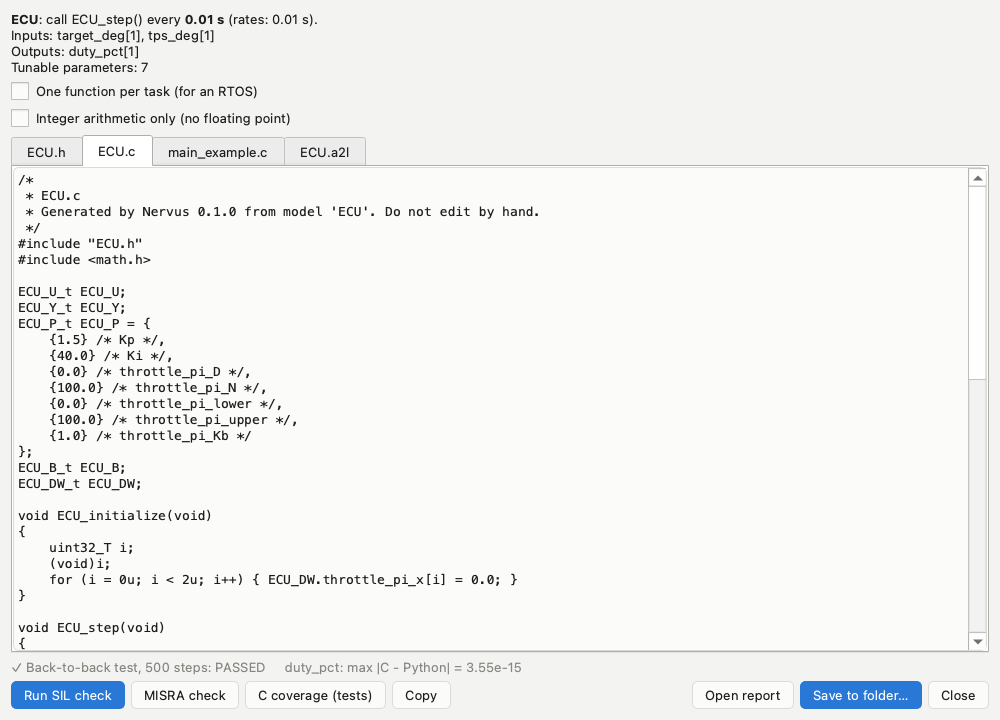 ECU: call ECU_step() every 0.01 s (rates: 0.01 s).
Inputs: target_deg[1], tps_deg[1]
Outputs: duty_pct[1]
Tunable parameters: 7
One function per task (for an RTOS)
Integer arithmetic only (no floating point)
ECU.h ECU.c main_example.c ECU.a2l
/*
 * ECU.c
 * Generated by Nervus 0.1.0 from model 'ECU'. Do not edit by hand.
 */
#include "ECU.h"
#include <math.h>

ECU_U_t ECU_U;
ECU_Y_t ECU_Y;
ECU_P_t ECU_P = {
    {1.5} /* Kp */,
    {40.0} /* Ki */,
    {0.0} /* throttle_pi_D */,
    {100.0} /* throttle_pi_N */,
    {0.0} /* throttle_pi_lower */,
    {100.0} /* throttle_pi_upper */,
    {1.0} /* throttle_pi_Kb */
};
ECU_B_t ECU_B;
ECU_DW_t ECU_DW;

void ECU_initialize(void)
{
    uint32_T i;
    (void)i;
    for (i = 0u; i < 2u; i++) { ECU_DW.throttle_pi_x[i] = 0.0; }
}

void ECU_step(void)
{
✓ Back-to-back test, 500 steps: PASSED duty_pct: max |C - Python| = 3.55e-15
Run SIL check MISRA check C coverage (tests) Copy Open report Save to folder... Close